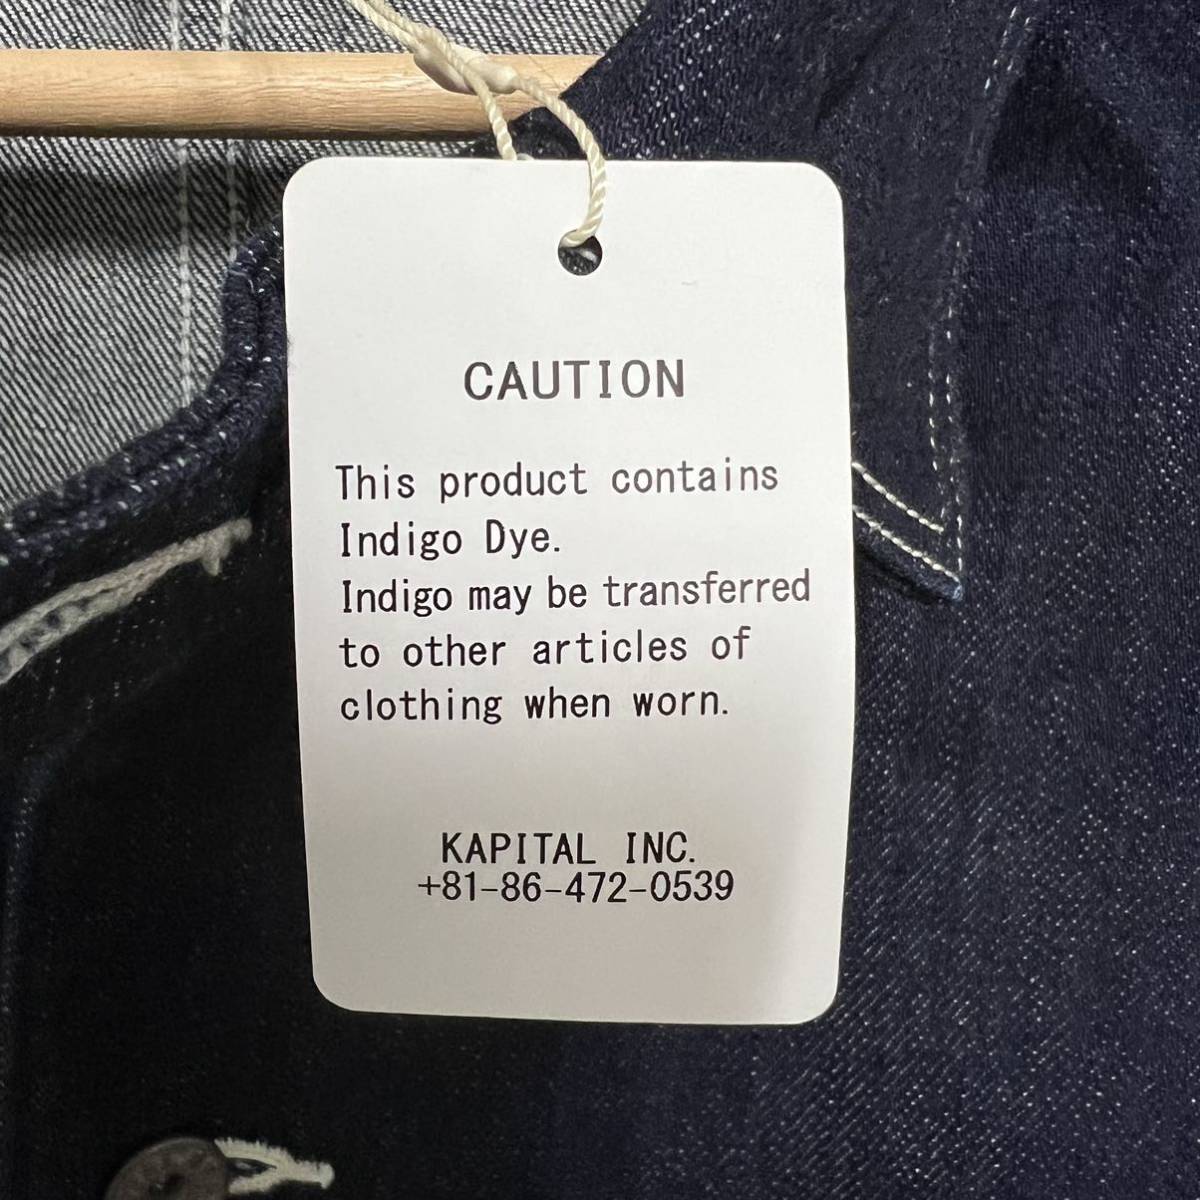 CAUTION
This product contains
Indigo Dye.
Indigo may be transferred
to other articles of
clothing when worn.
KAPITAL INC.
+81-86-472-0539